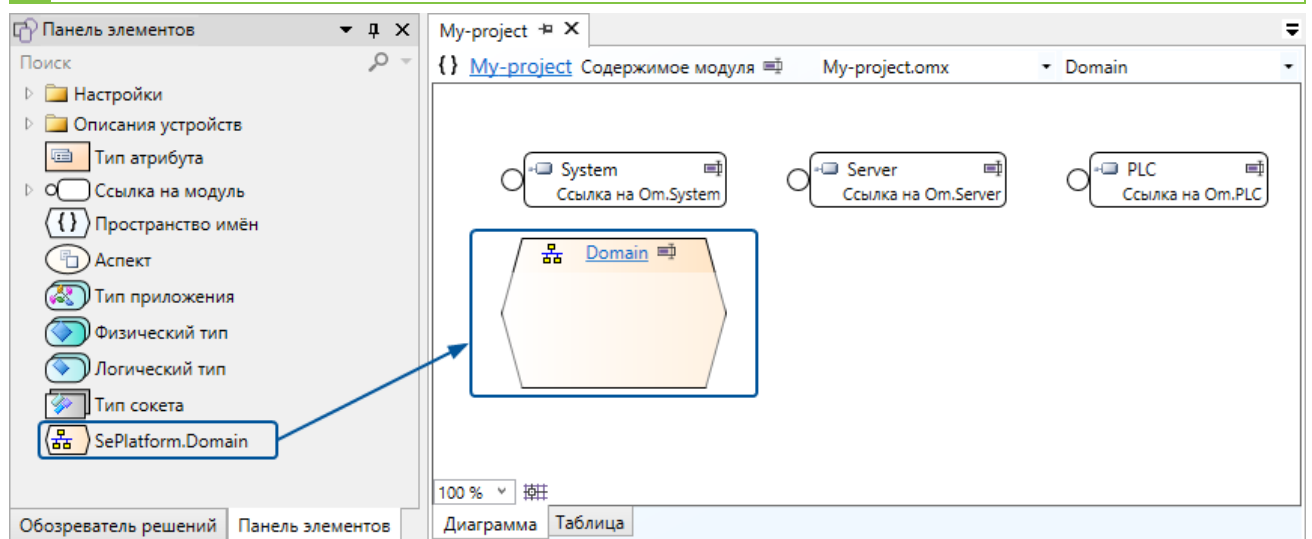 Панель элементов
Поиск
Настройки
Описания устройств
Тип атрибута
Ссылка на модуль
{} Пространство имён
Аспект
Тип приложения
Физический тип
Логический тип
Тип сокета
SePlatform.Domain
Обозреватель решений Панель элементов
My-project
{} My-project Содержимое модуля My-project.omx Domain
System
Ссылка на Om.System
Server
Ссылка на Om.Server
PLC
Ссылка на Om.PLC
Domain
100 %
Диаграмма Таблица